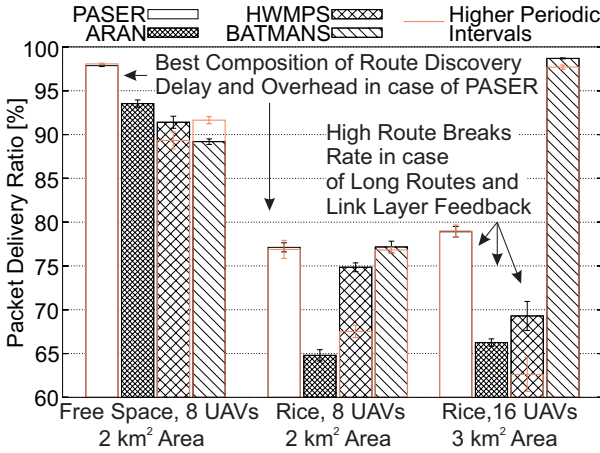 PASER HWMPS Higher Periodic
ARAN BATMANS Intervals
Packet Delivery Ratio [%]
100
95
90
85
80
75
70
65
60
Best Composition of Route Discovery
Delay and Overhead in case of PASER
High Route Breaks
Rate in case
of Long Routes and
Link Layer Feedback
Free Space, 8 UAVs Rice, 8 UAVs Rice,16 UAVs
2 km² Area 2 km² Area 3 km² Area